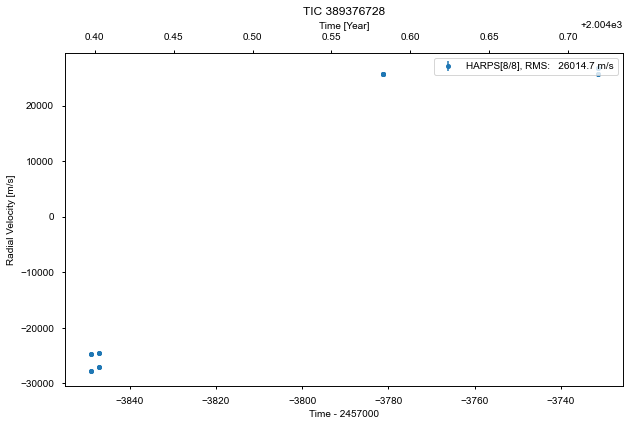 TIC 389376728
Time [Year]
+2.004e3
0.40 0.45 0.50 0.55 0.60 0.65 0.70
HARPS[8/8], RMS: 26014.7 m/s
20000
10000
0
−10000
−20000
−30000
Radial Velocity [m/s]
−3840 −3820 −3800 −3780 −3760 −3740
Time - 2457000